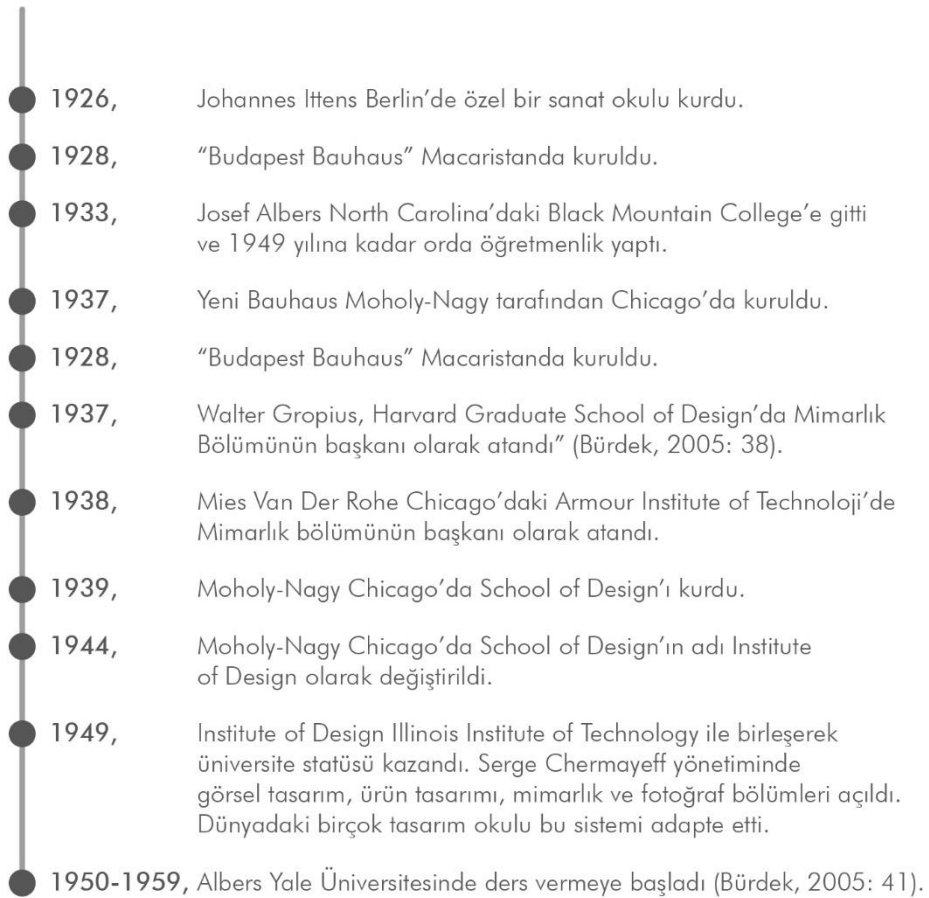 1926, Johannes Ittens Berlin’de özel bir sanat okulu kurdu.
1928, “Budapest Bauhaus” Macaristanda kuruldu.
1933, Josef Albers North Carolina’daki Black Mountain College’e gitti
ve 1949 yılına kadar orda öğretmenlik yaptı.
1937, Yeni Bauhaus Moholy-Nagy tarafından Chicago’da kuruldu.
1928, “Budapest Bauhaus” Macaristanda kuruldu.
1937, Walter Gropius, Harvard Graduate School of Design’da Mimarlık
Bölümünün başkanı olarak atandı” (Bürdek, 2005: 38).
1938, Mies Van Der Rohe Chicago’daki Armour Institute of Technoloji’de
Mimarlık bölümünün başkanı olarak atandı.
1939, Moholy-Nagy Chicago’da School of Design’ı kurdu.
1944, Moholy-Nagy Chicago’da School of Design’ın adı Institute
of Design olarak değiştirildi.
1949, Institute of Design Illinois Institute of Technology ile birleşerek
üniversite statüsü kazandı. Serge Chermayeff yönetiminde
görsel tasarım, ürün tasarımı, mimarlık ve fotoğraf bölümleri açıldı.
Dünyadaki birçok tasarım okulu bu sistemi adapte etti.
1950-1959, Albers Yale Üniversitesinde ders vermeye başladı (Bürdek, 2005: 41).